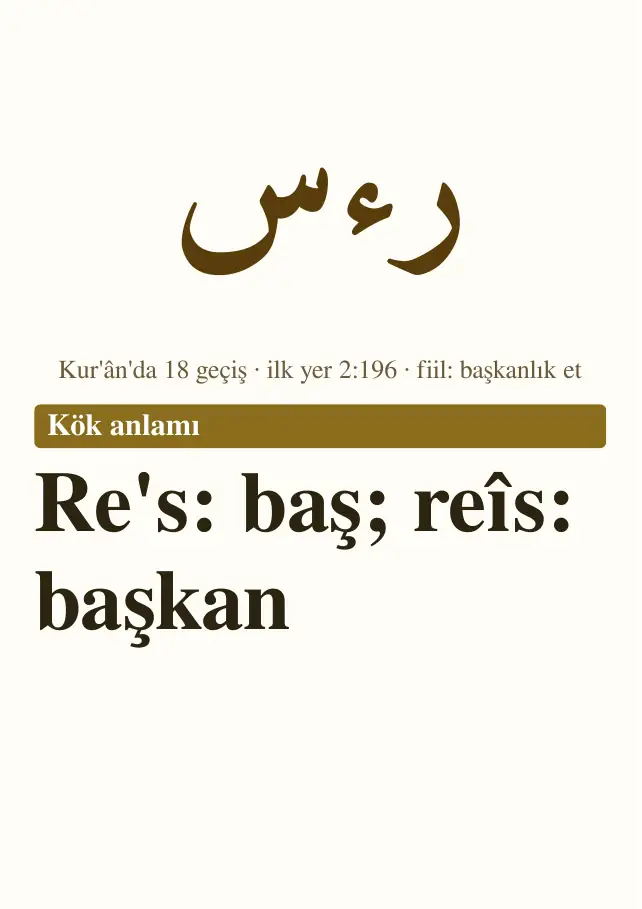 رءس
Kur'ân'da 18 geçiş · ilk yer 2:196 · fiil: başkanlık et
Kök anlamı
Re's: baş; reîs:
başkan